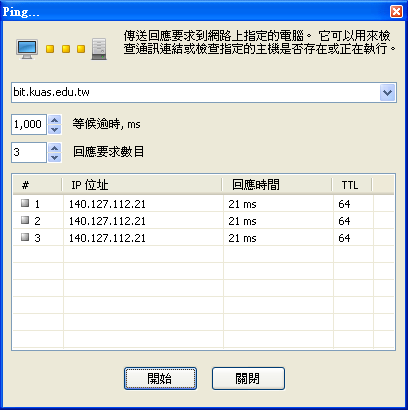 Ping...
傳送回應要求到網路上指定的電腦。 它可以用來檢
查通訊連結或檢查指定的主機是否存在或正在執行。
bit.kuas.edu.tw
1,000 等候逾時, ms
3 回應要求數目
# IP 位址 回應時間 TTL
1 140.127.112.21 21 ms 64
2 140.127.112.21 21 ms 64
3 140.127.112.21 21 ms 64
開始 關閉